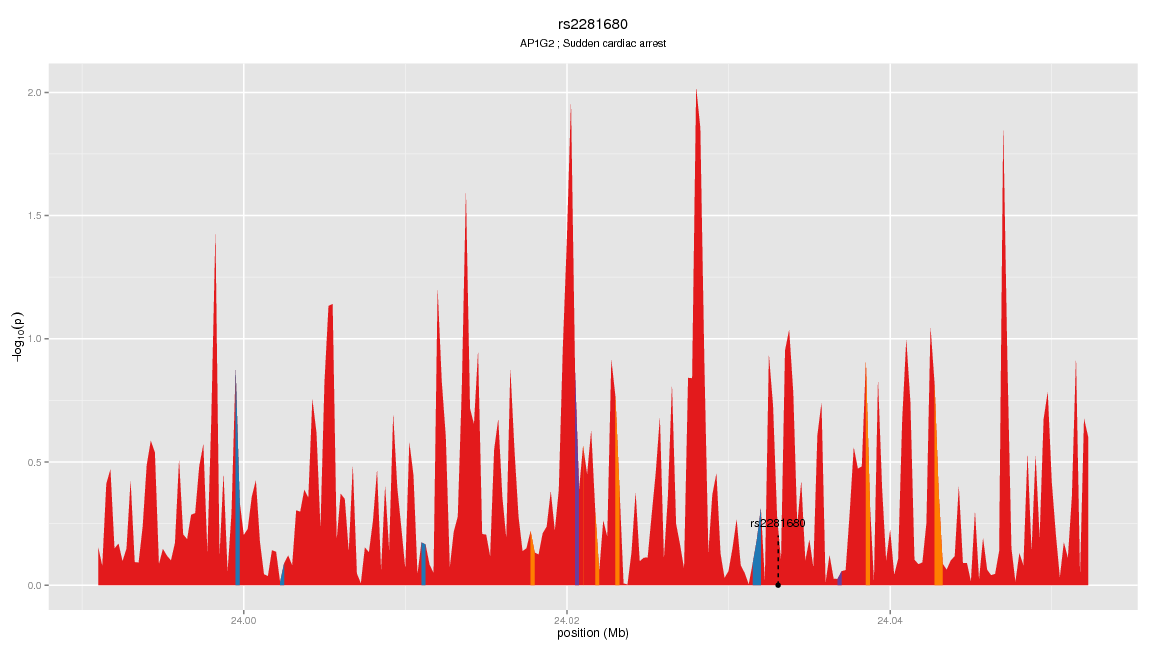 rs2281680
AP1G2 ; Sudden cardiac arrest
2.0
1.5
1.0
0.5
0.0
−log10(p)
rs2281680
24.00
24.02
24.04
position (Mb)